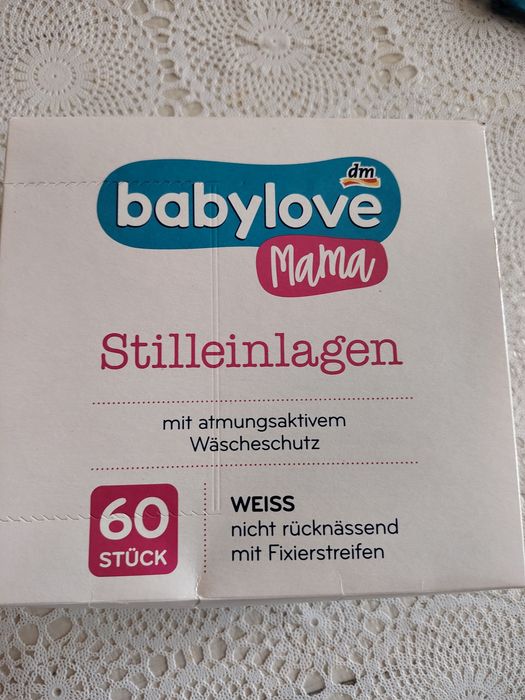 dm
babylove
Mama
Stilleinlagen
mit atmungsaktivem
Wäscheschutz
60
STÜCK
WEISS
nicht rücknässend
mit Fixierstreifen